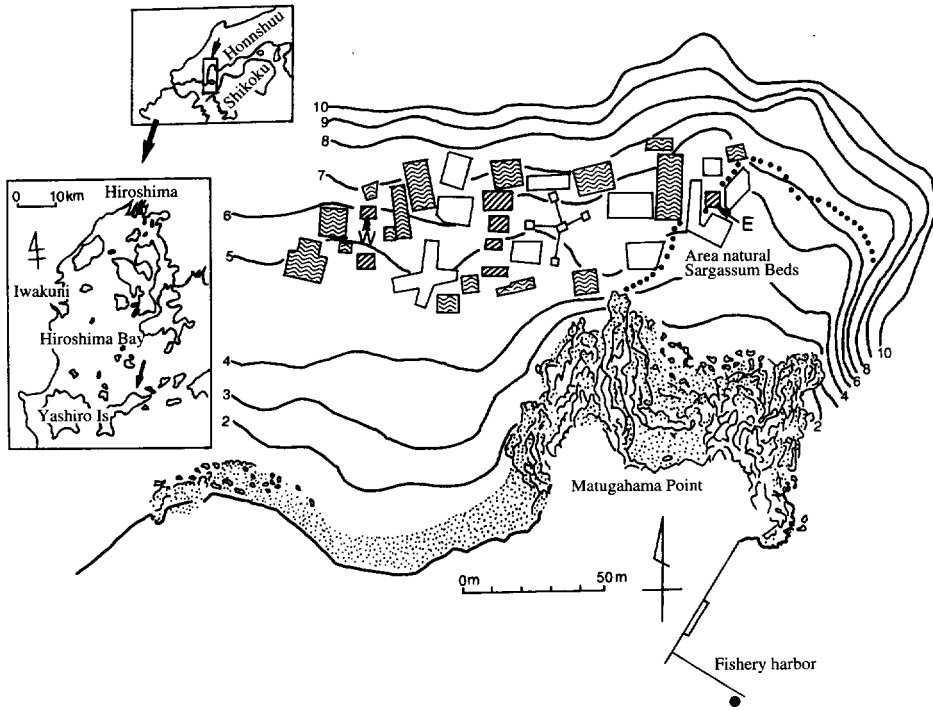 Honnshuu
Shikoku
0 10km
Hiroshima
Iwakuni
Hiroshima Bay
Yashiro Is
10
9
8
7
6
5
4
3
2
W
E
Area natural
Sargassum Beds
10
8
6
4
2
Matugahama Point
0m 50m
Fishery harbor